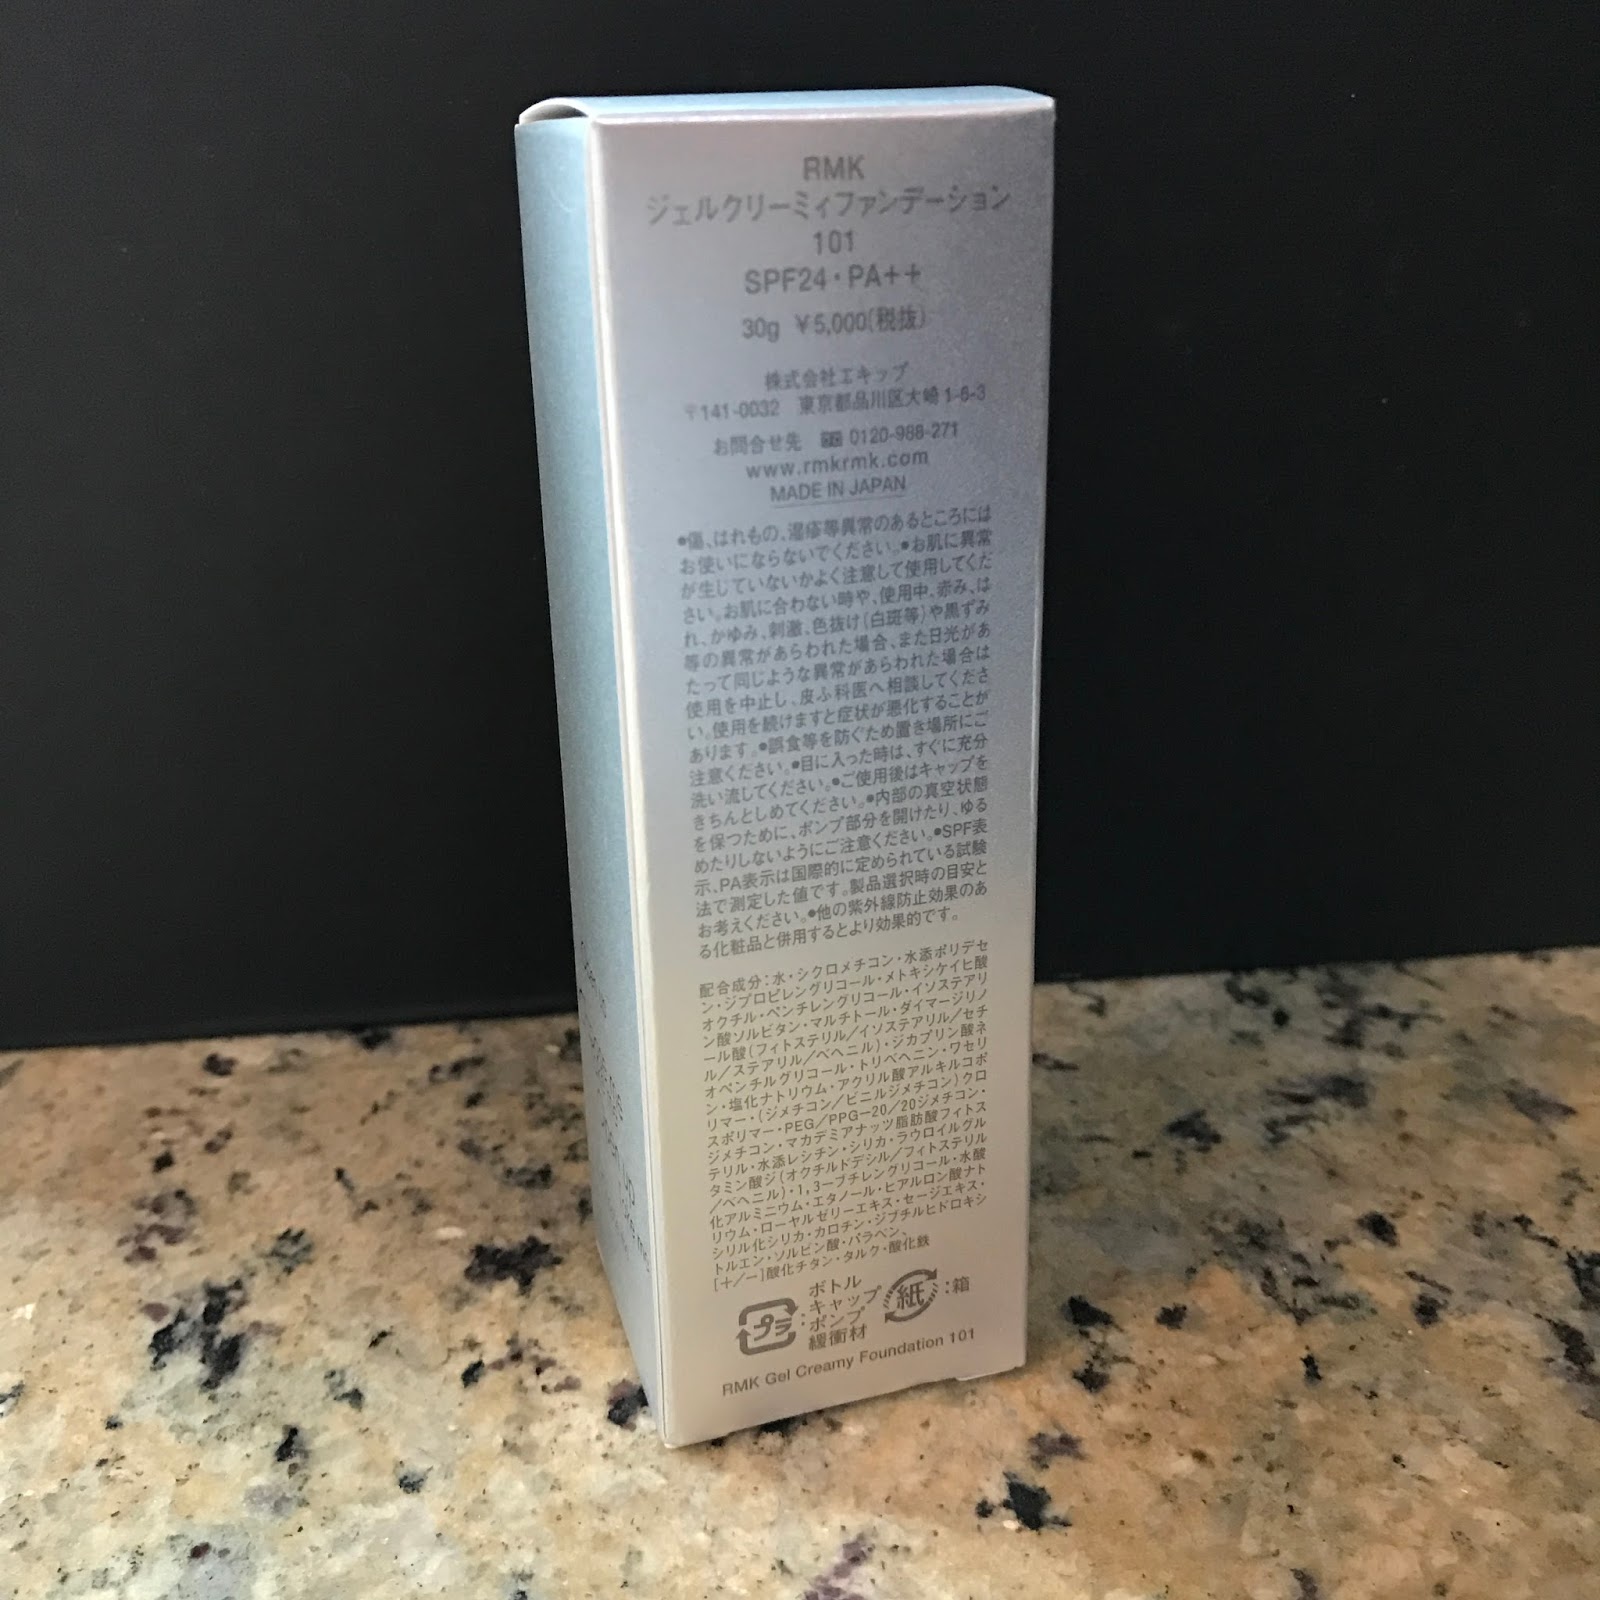 RMK
ジェルクリーミィファンデーション
101
SPF24・PA++
30g ￥5,000(税抜)
株式会社エキップ
〒141-0032 東京都品川区大崎1-6-3
お問合せ先 0120-988-271
www.rmkrmk.com
MADE IN JAPAN
●傷、はれもの、湿疹等異常のあるところには
お使いにならないでください。●お肌に異常
が生じていないかよく注意して使用してくだ
さい。お肌に合わない時や、使用中、赤み、は
れ、かゆみ、刺激、色抜け(白斑等)や黒ずみ
等の異常があらわれた場合、また日光があ
たって同じような異常があらわれた場合は
使用を中止し、皮ふ科医へ相談してくださ
い。使用を続けますと症状が悪化することが
あります。●誤食等を防ぐため置き場所にご
注意ください。●目に入った時は、すぐに充分
洗い流してください。●ご使用後はキャップを
きちんとしめてください。●内部の真空状態
を保つために、ポンプ部分を開けたり、ゆる
めたりしないようにご注意ください。●SPF表
示、PA表示は国際的に定められている試験
法で測定した値です。製品選択時の目安と
お考えください。●他の紫外線防止効果のあ
る化粧品と併用するとより効果的です。
配合成分：水・シクロメチコン・水添ポリデセ
ン・ジプロピレングリコール・メトキシケイヒ酸
オクチル・ペンチレングリコール・イソステアリ
ン酸ソルビタン・マルチトール・ダイマージリノ
ール酸(フィトステリル／イソステアリル／セチ
ル／ステアリル／ベヘニル)・ジカプリン酸ネ
オペンチルグリコール・トリベヘニン・ワセリ
ン・塩化ナトリウム・アクリル酸アルキルコポ
リマー・(ジメチコン／ビニルジメチコン)クロ
スポリマー・PEG／PPG－20／20ジメチコン・
ジメチコン・マカデミアナッツ脂肪酸フィトス
テリル・水添レシチン・シリカ・ラウロイルグル
タミン酸ジ(オクチルドデシル／フィトステリル
／ベヘニル)・1,3－ブチレングリコール・水酸
化アルミニウム・エタノール・ヒアルロン酸ナト
リウム・ローヤルゼリーエキス・セージエキス・
シリル化シリカ・カロチン・ジブチルヒドロキシ
トルエン・ソルビン酸・パラベン、
[＋／－]酸化チタン・タルク・酸化鉄
プラ：ボトル
キャップ
ポンプ
緩衝材
紙：箱
RMK Gel Creamy Foundation 101